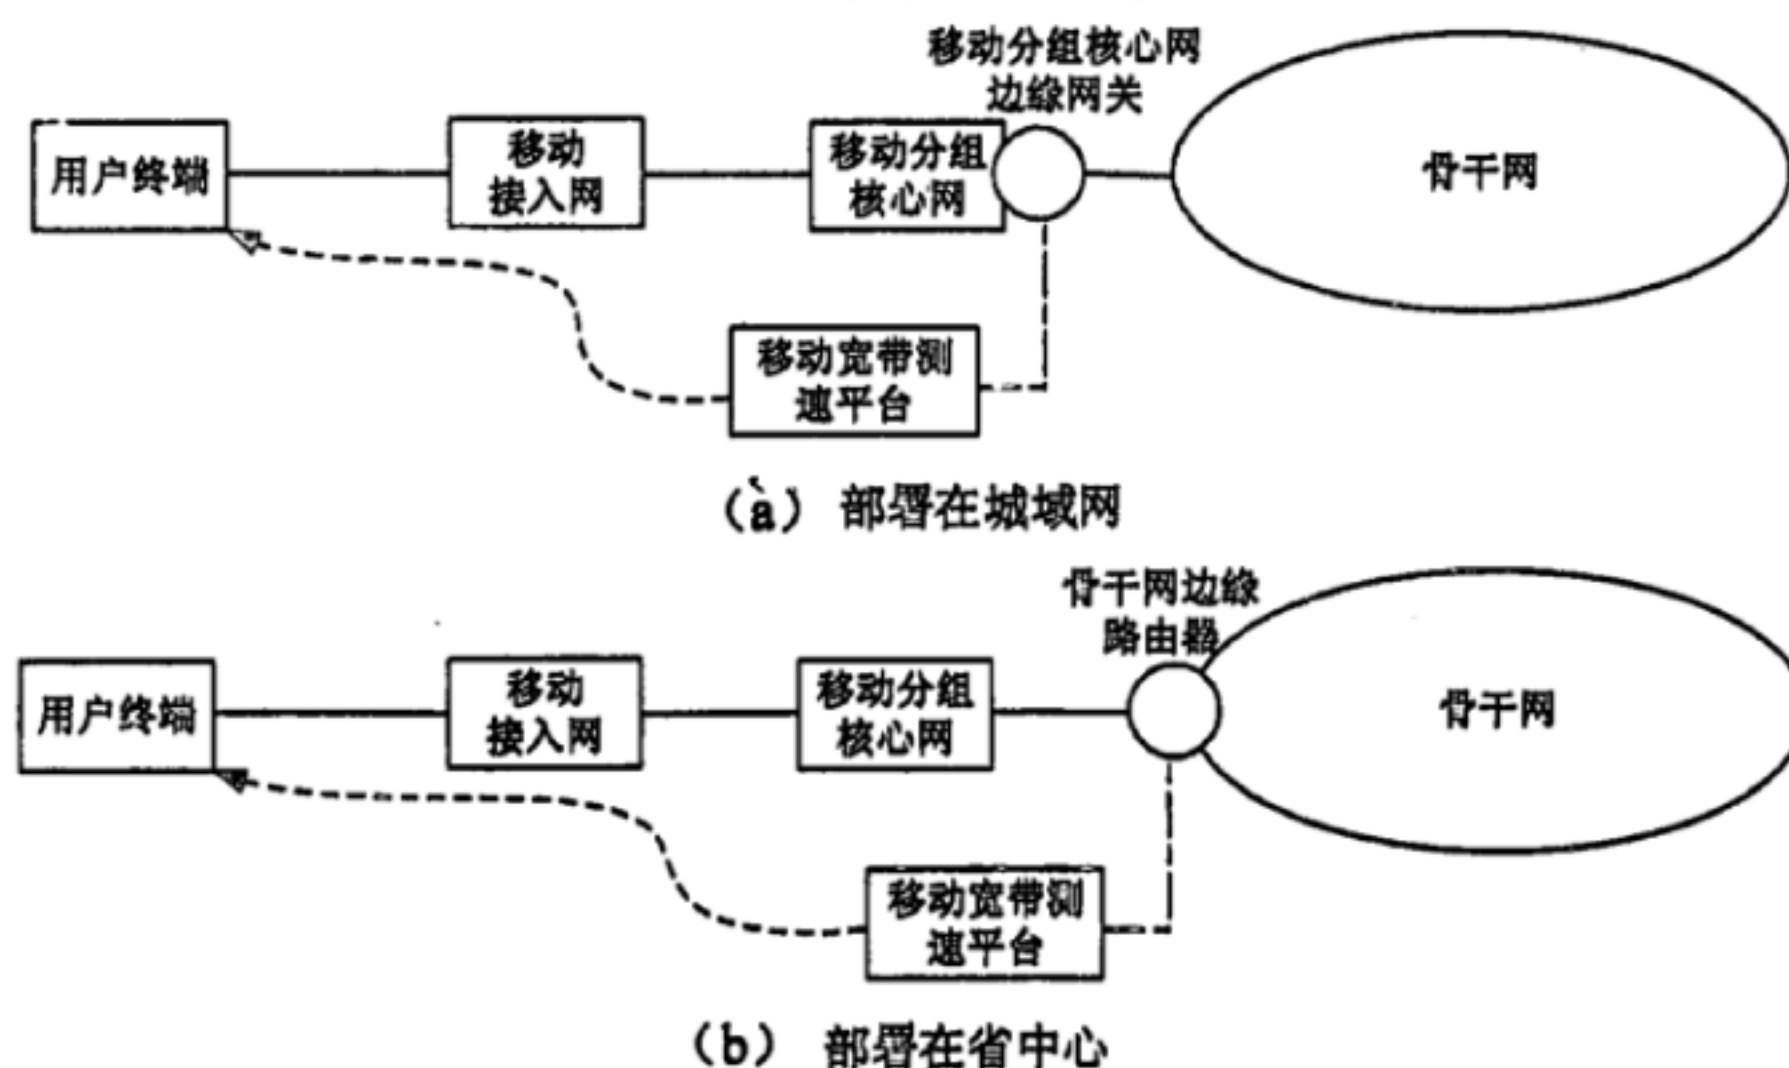 移动分组核心网
边缘网关
用户终端
移动
接入网
移动分组
核心网
骨干网
移动宽带测
速平台
（a） 部署在城域网
骨干网边缘
路由器
用户终端
移动
接入网
移动分组
核心网
骨干网
移动宽带测
速平台
（b） 部署在省中心